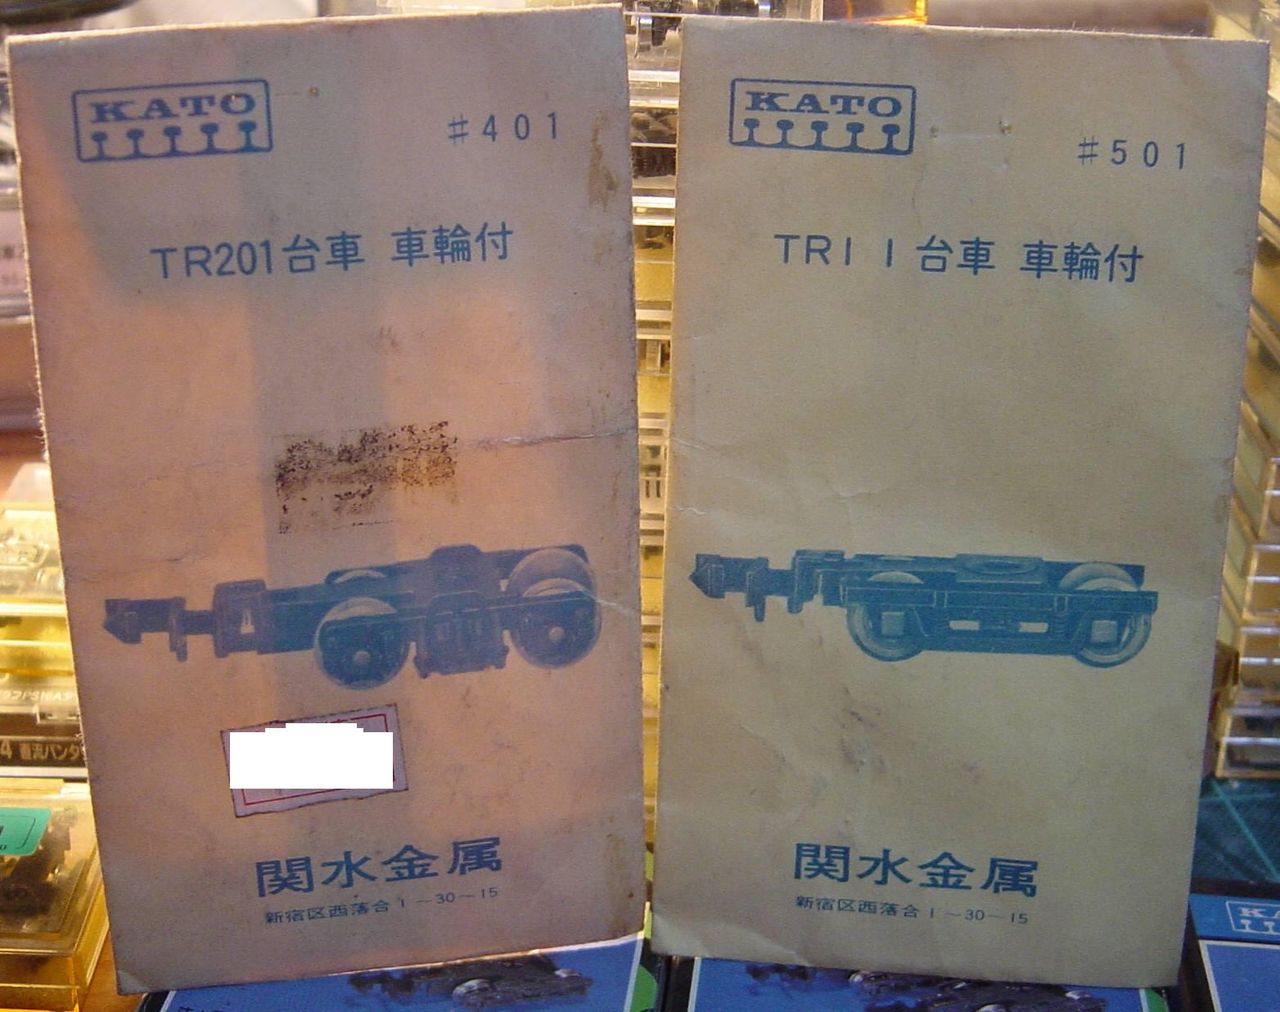 KATO
#401
TR201台車 車輪付
関水金属
新宿区西落合1-30-15
KATO
#501
TR11台車 車輪付
関水金属
新宿区西落合1-30-15